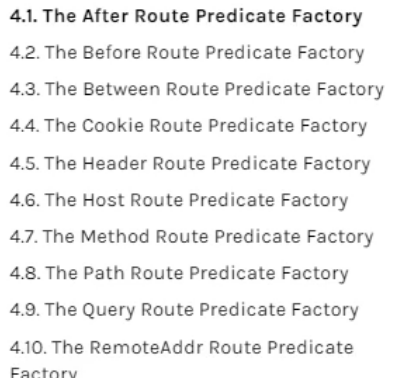 4.1. The After Route Predicate Factory
4.2. The Before Route Predicate Factory
4.3. The Between Route Predicate Factory
4.4. The Cookie Route Predicate Factory
4.5. The Header Route Predicate Factory
4.6. The Host Route Predicate Factory
4.7. The Method Route Predicate Factory
4.8. The Path Route Predicate Factory
4.9. The Query Route Predicate Factory
4.10. The RemoteAddr Route Predicate
Factory